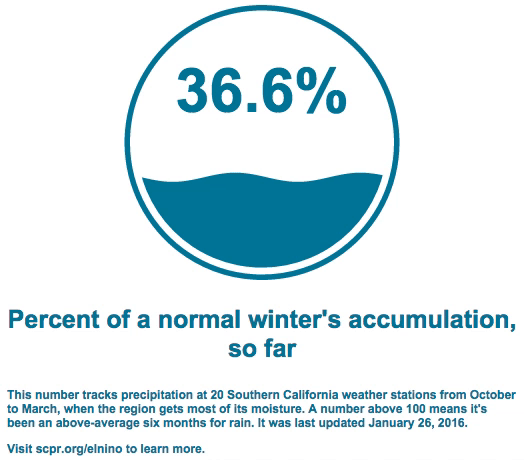 36.6%
Percent of a normal winter's accumulation,
so far
This number tracks precipitation at 20 Southern California weather stations from October
to March, when the region gets most of its moisture. A number above 100 means it's
been an above-average six months for rain. It was last updated January 26, 2016.
Visit scpr.org/elnino to learn more.